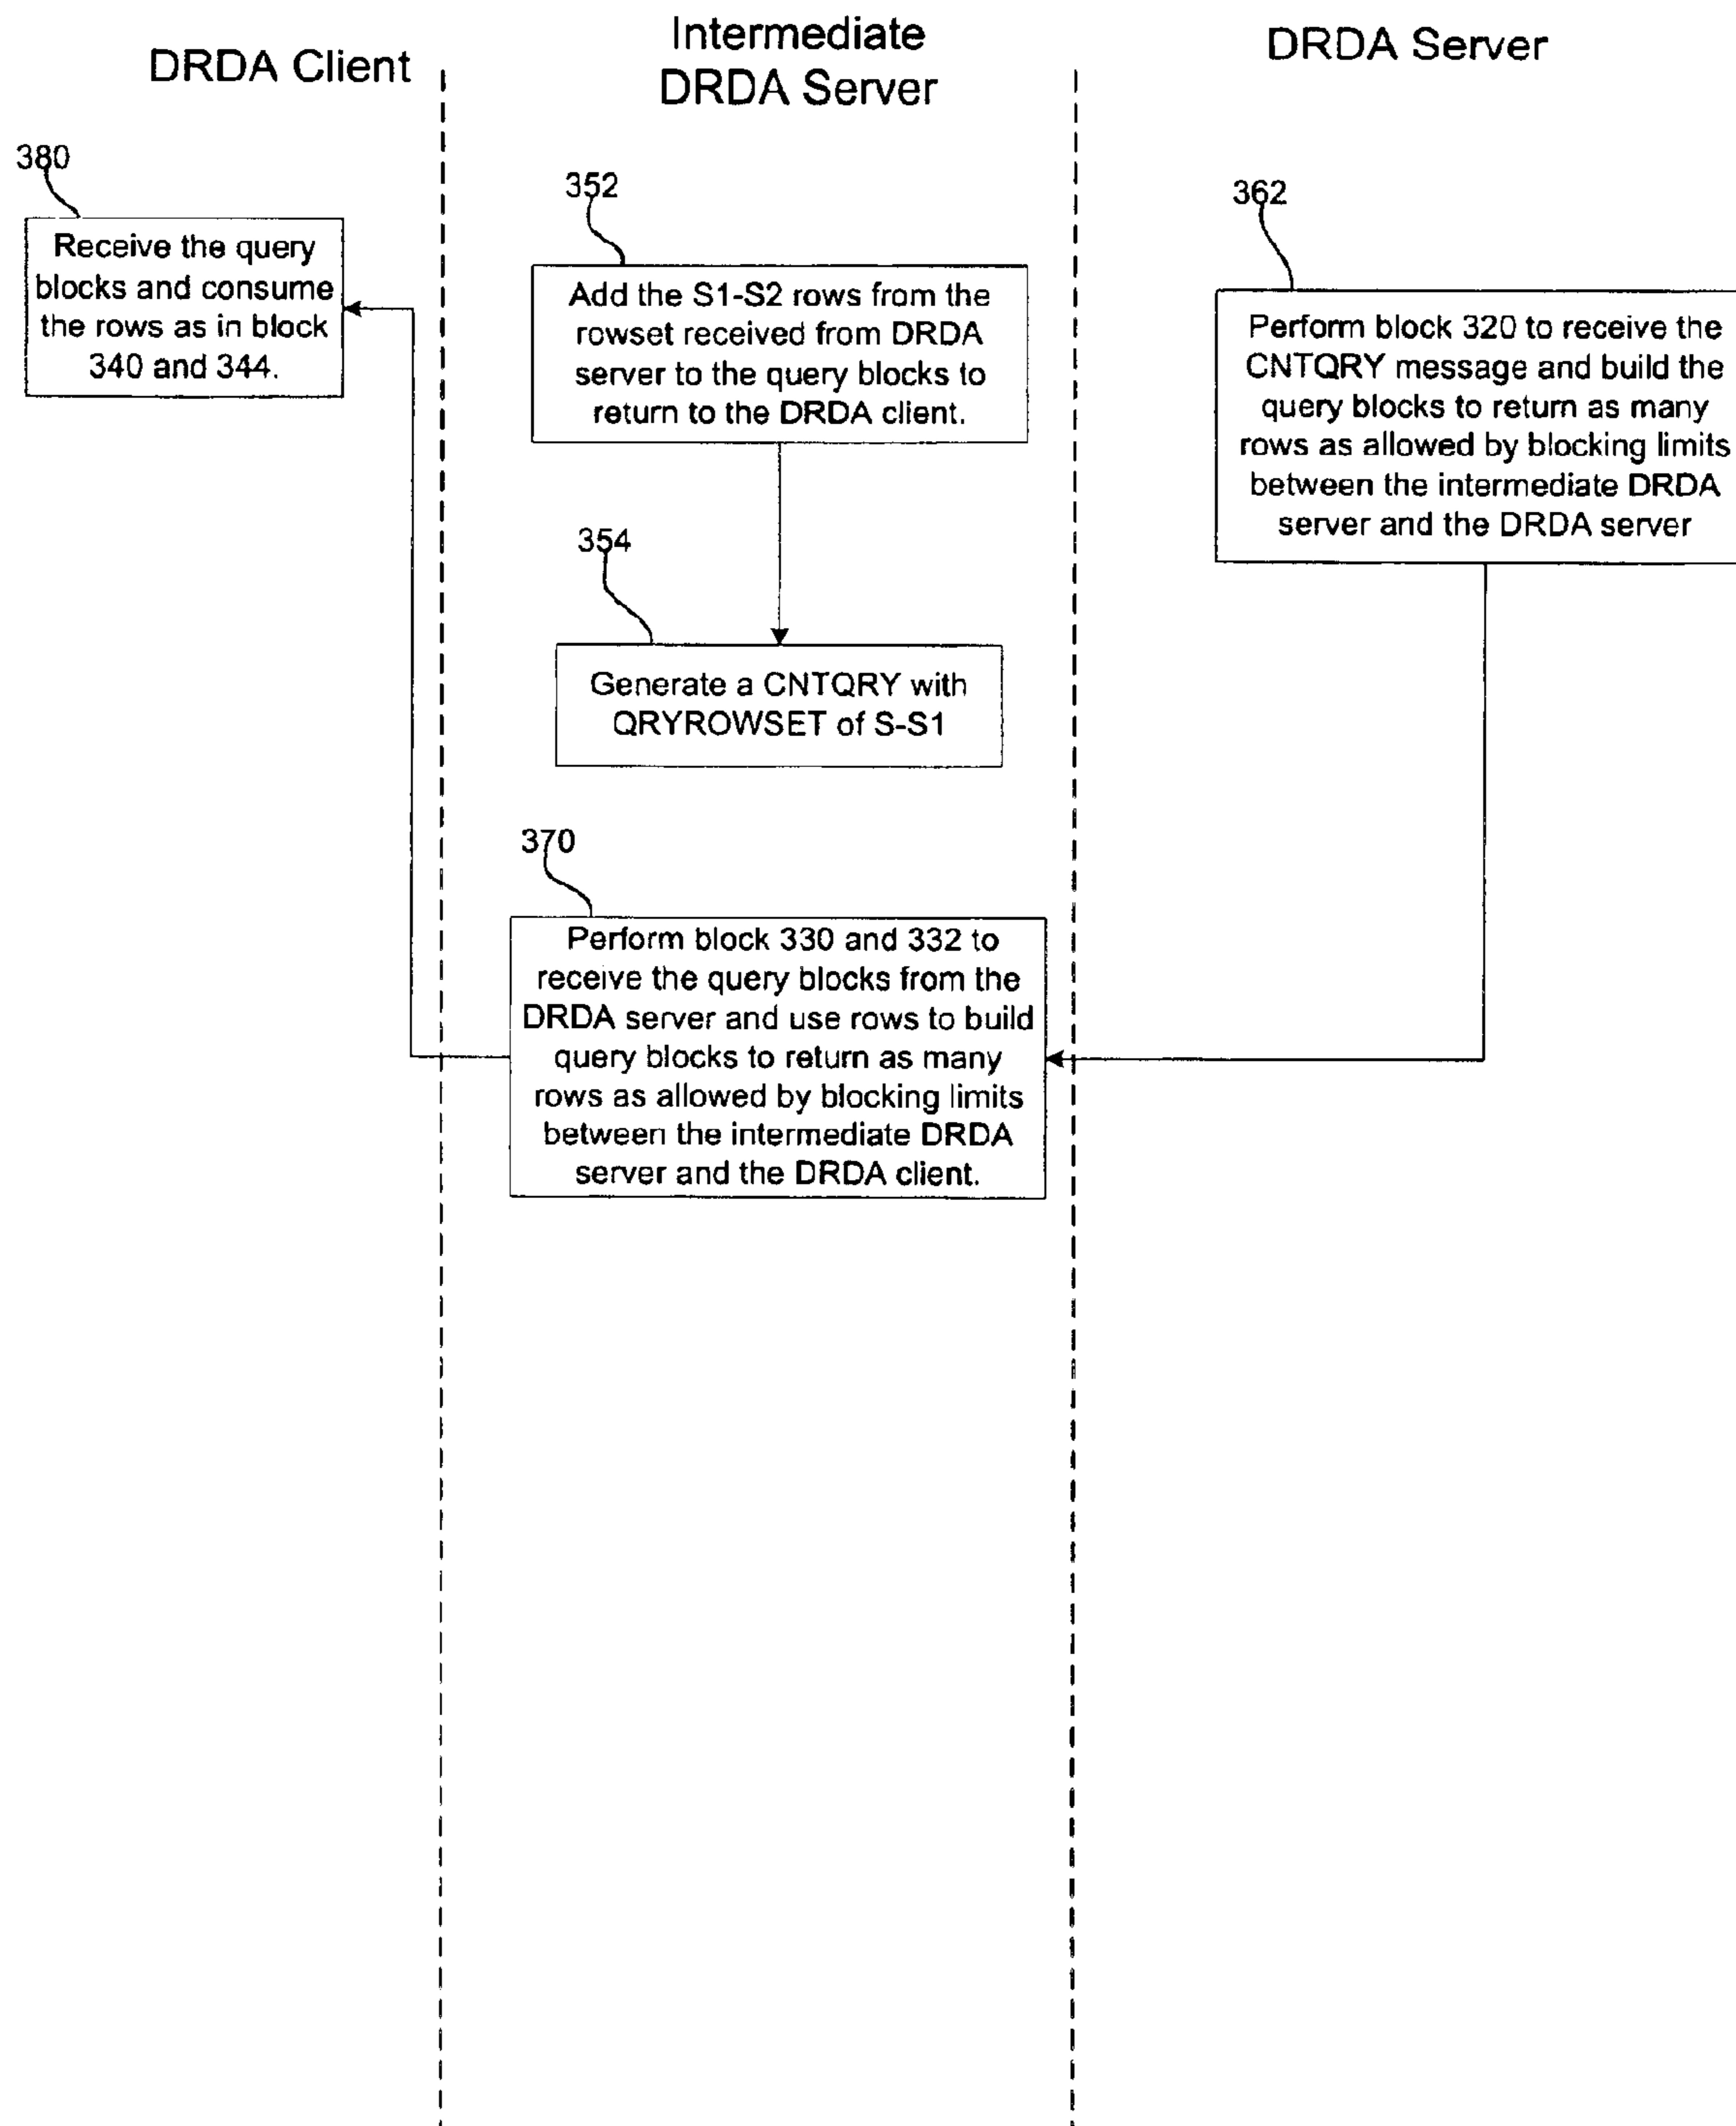 DRDA Client
Intermediate
DRDA Server
DRDA Server
380
Receive the query
blocks and consume
the rows as in block
340 and 344.
352
Add the S1-S2 rows from the
rowset received from DRDA
server to the query blocks to
return to the DRDA client.
362
Perform block 320 to receive the
CNTQRY message and build the
query blocks to return as many
rows as allowed by blocking limits
between the intermediate DRDA
server and the DRDA server
354
Generate a CNTQRY with
QRYROWSET of S-S1
370
Perform block 330 and 332 to
receive the query blocks from the
DRDA server and use rows to build
query blocks to return as many
rows as allowed by blocking limits
between the intermediate DRDA
server and the DRDA client.